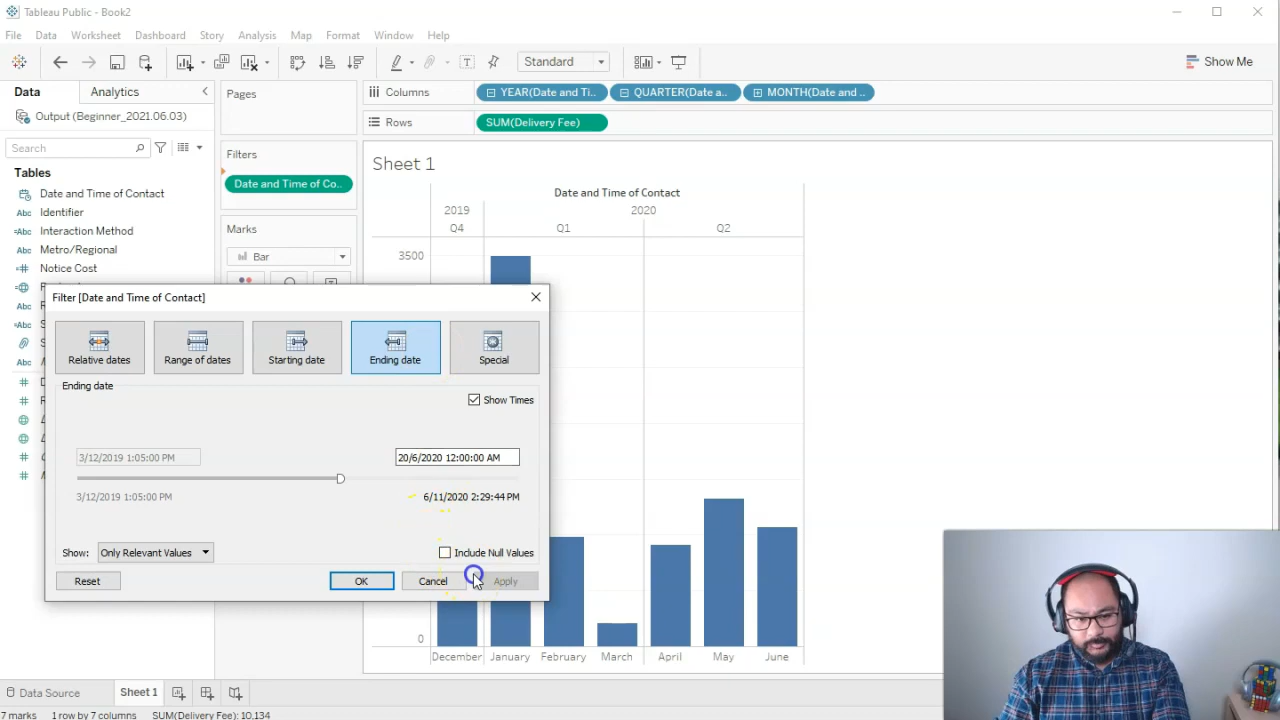 Tableau Public - Book2
File Data Worksheet Dashboard Story Analysis Map Format Window Help
Standard
Show Me
Data Analytics
Output (Beginner_2021.06.03)
Search
Tables
Date and Time of Contact
Identifier
Interaction Method
Metro/Regional
Notice Cost
Pages
Filters
Date and Time of Co..
Marks
Bar
Columns
YEAR(Date and Ti..
QUARTER(Date a..
MONTH(Date and ..
Rows
SUM(Delivery Fee)
Sheet 1
Date and Time of Contact
2019 2020
Q4 Q1 Q2
3500
0
December January February March April May June
Filter [Date and Time of Contact]
Relative dates
Range of dates
Starting date
Ending date
Special
Ending date
Show Times
3/12/2019 1:05:00 PM
20/6/2020 12:00:00 AM
3/12/2019 1:05:00 PM
6/11/2020 2:29:44 PM
Show: Only Relevant Values
Include Null Values
Reset OK Cancel Apply
Data Source Sheet 1
7 marks 1 row by 7 columns SUM(Delivery Fee): 10,134